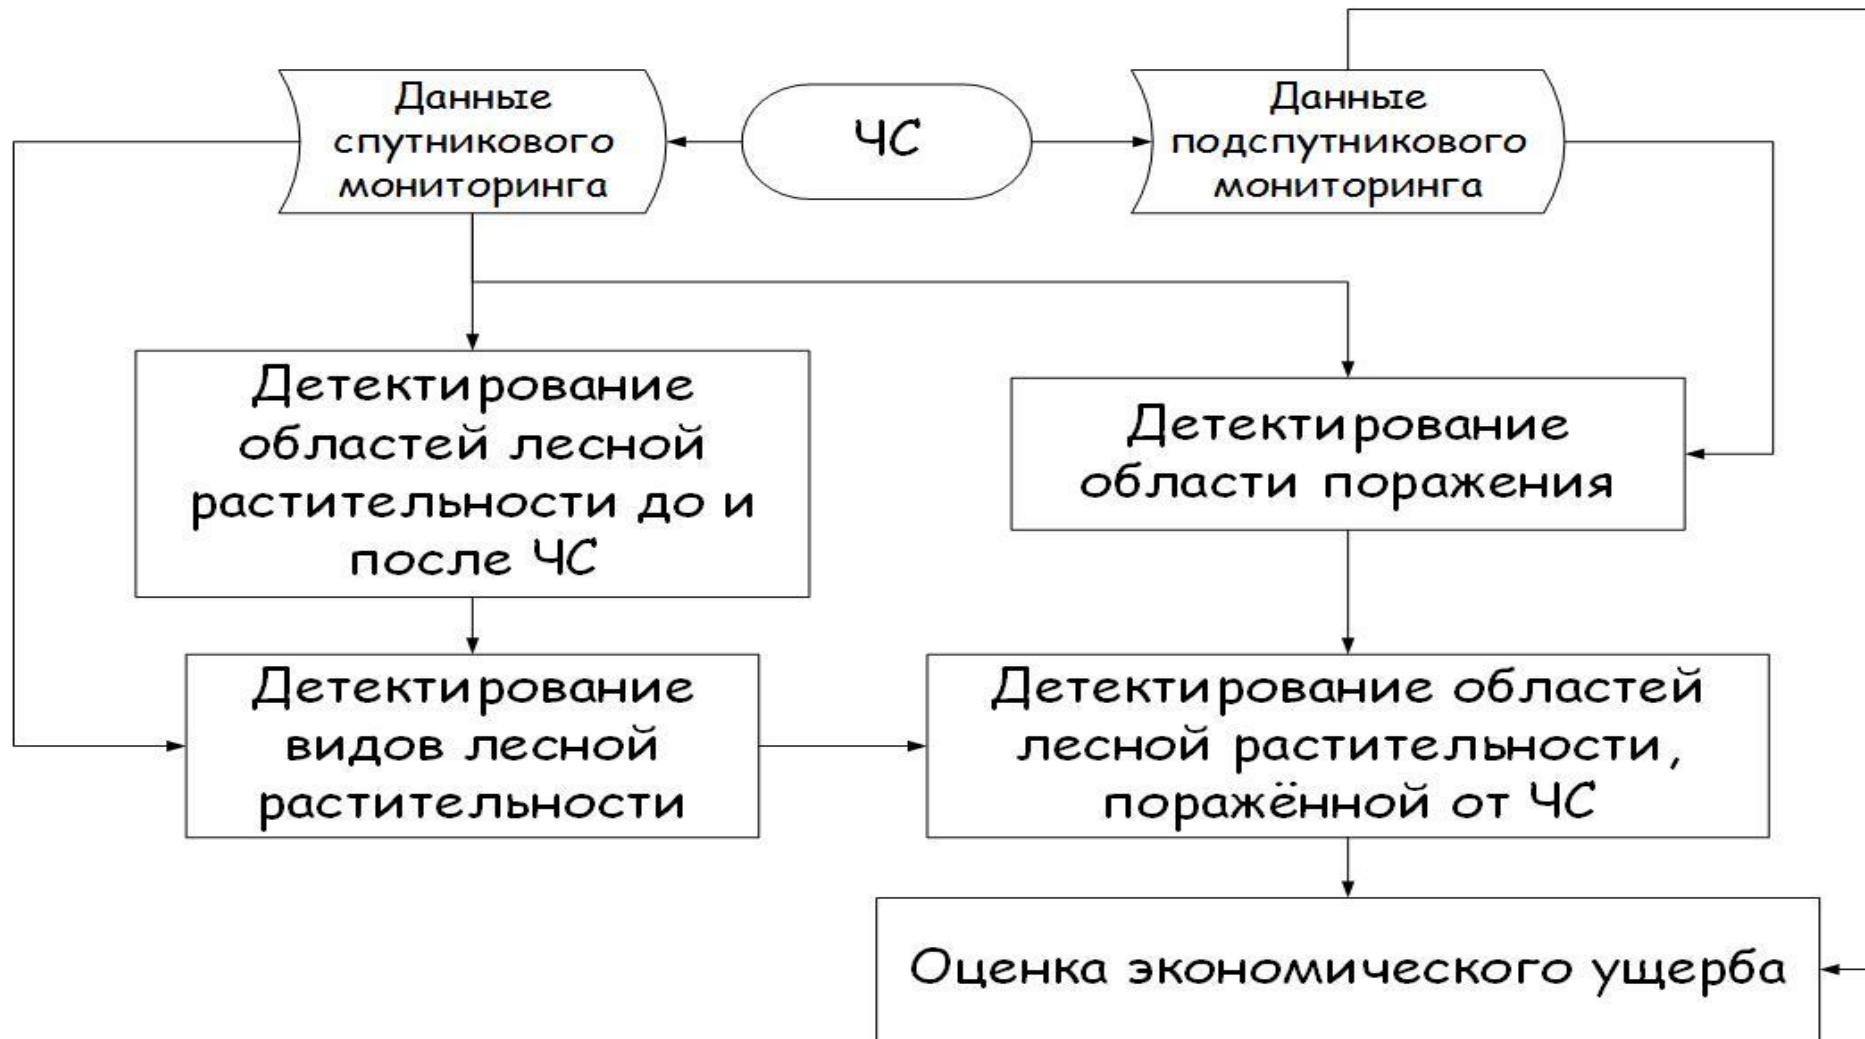 Данные
спутникового
мониторинга
ЧС
Данные
подспутникового
мониторинга
Детектирование
областей лесной
растительности до и
после ЧС
Детектирование
области поражения
Детектирование
видов лесной
растительности
Детектирование областей
лесной растительности,
поражённой от ЧС
Оценка экономического ущерба